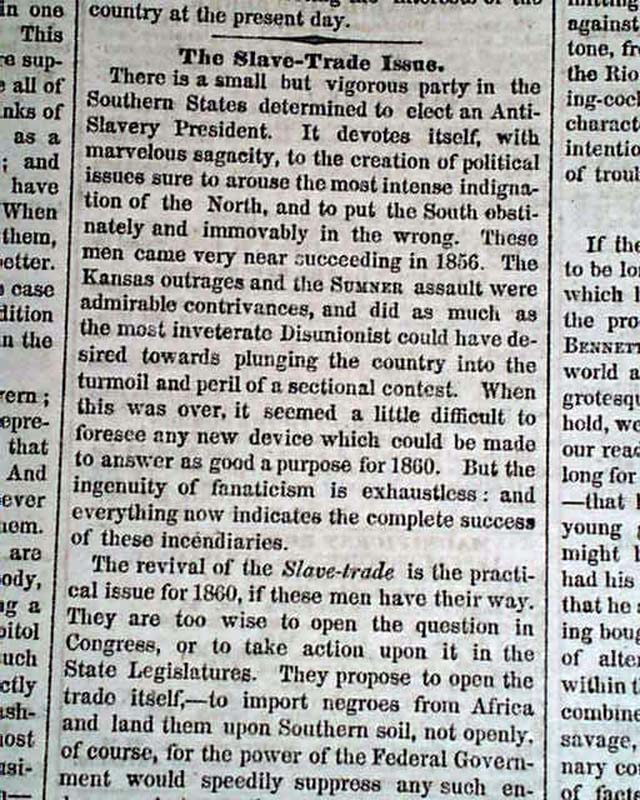 in one
This
re sup-
e all of
nks of
as a
; and
have
When
them,
etter.
case
dition
n the
ern;
epre-
that
And
ever
nem.
are
ody,
ng a
pitol
such
ctly
ash-
nost
asi-
country at the present day.
The Slave-Trade Issue.
There is a small but vigorous party in the
Southern States determined to elect an Anti-
Slavery President. It devotes itself, with
marvelous sagacity, to the creation of political
issues sure to arouse the most intense indigna-
tion of the North, and to put the South obsti-
nately and immovably in the wrong. These
men came very near succeeding in 1856. The
Kansas outrages and the SUMNER assault were
admirable contrivances, and did as much as
the most inveterate Disunionist could have de-
sired towards plunging the country into the
turmoil and peril of a sectional contest. When
this was over, it seemed a little difficult to
foresee any new device which could be made
to answer as good a purpose for 1860. But the
ingenuity of fanaticism is exhaustless: and
everything now indicates the complete success
of these incendiaries.
The revival of the Slave-trade is the practi-
cal issue for 1860, if these men have their way.
They are too wise to open the question in
Congress, or to take action upon it in the
State Legislatures. They propose to open the
trade itself,—to import negroes from Africa
and land them upon Southern soil, not openly,
of course, for the power of the Federal Govern-
ment would speedily suppress any such en-
against
tone, fr
the Rio
ing-cock
charact
intentio
of troub
If the
to be lon
which h
the pro
BENNETT
world a
grotesqu
hold, we
our read
long for
—that
young
might h
had his
that he
ing boug
of alter
within t
combine
savage,
nary co
of facts